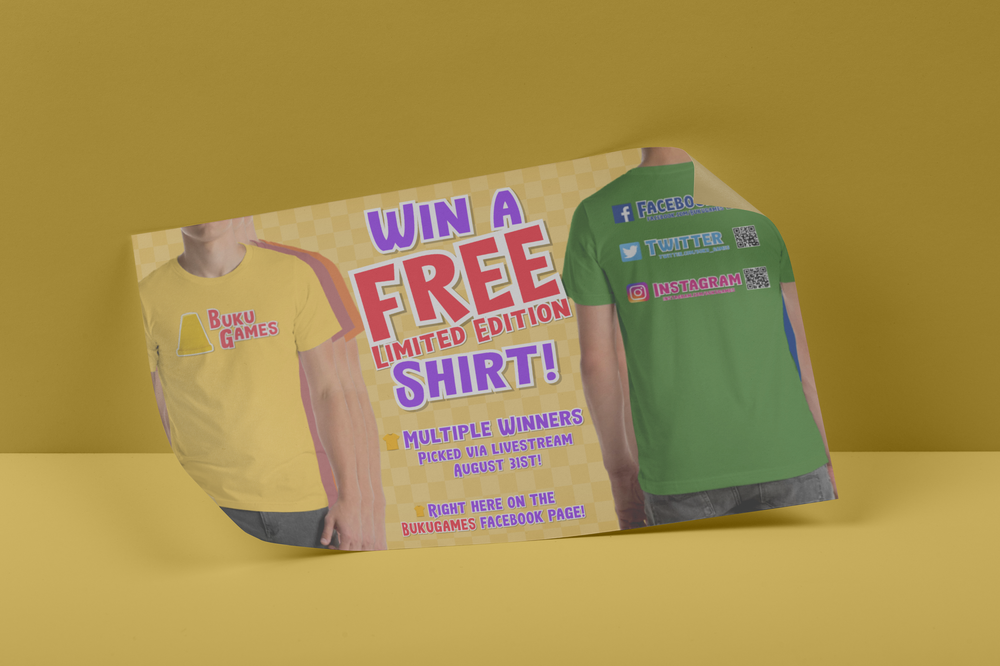 Buku
Games
Win a
FREE
Limited Edition
Shirt!
Multiple Winners
Picked via livestream
August 31st!
Right here on the
BukuGames Facebook page!
Twitter
Instagram